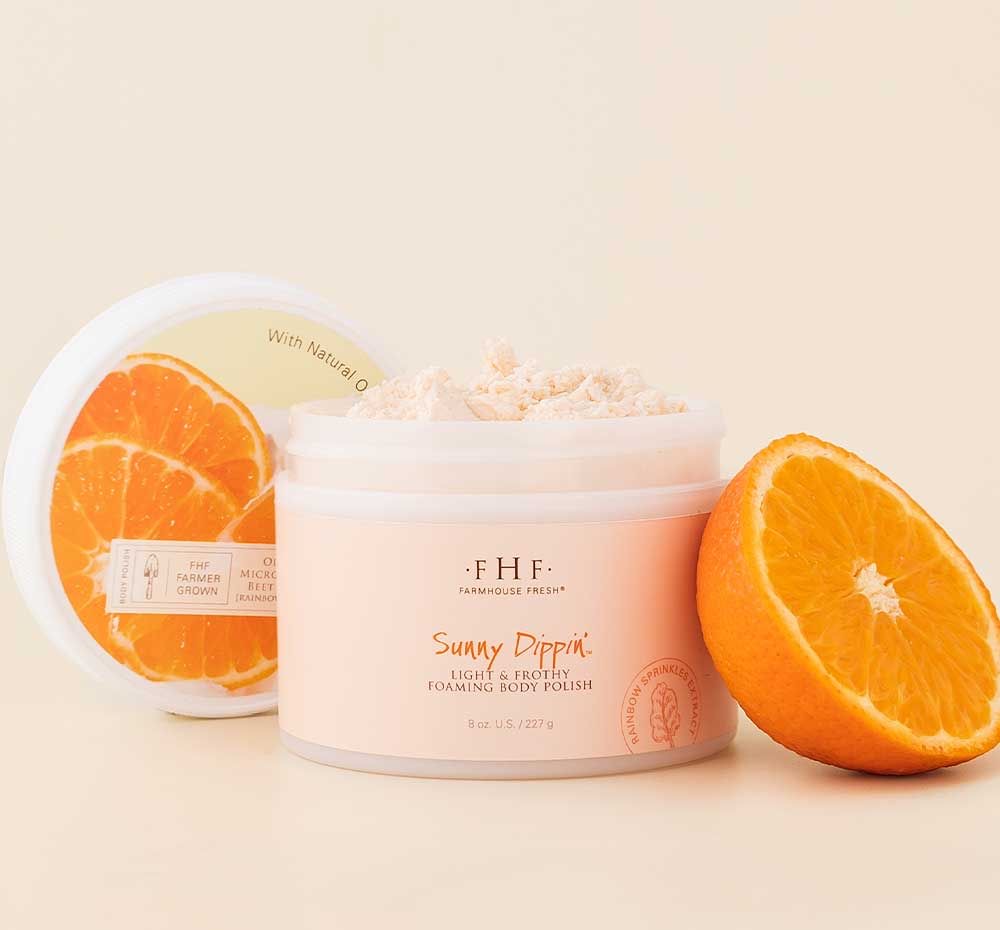 With Natural
BODY POLISH
FHF
FARMER
GROWN
MICRO
BEET
[RAINBOW
·FHF·
FARMHOUSE FRESH®
Sunny Dippin'™
LIGHT & FROTHY
FOAMING BODY POLISH
8 oz. U.S. / 227 g
RAINBOW SPRINKLES EXTRACT